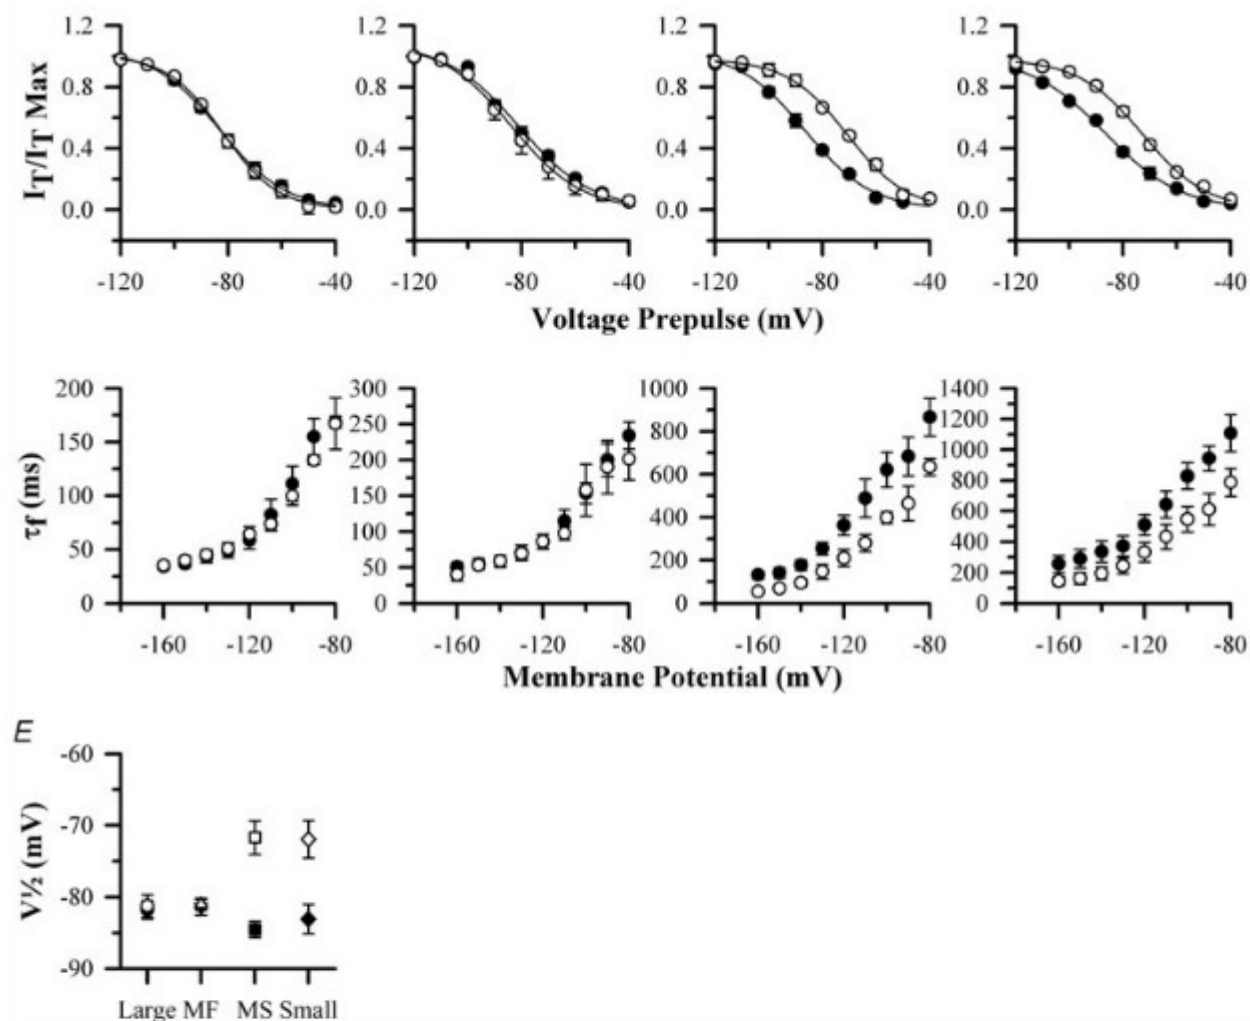 1.2 1.2 1.2 1.2
0.8 0.8 0.8 0.8
0.4 0.4 0.4 0.4
0.0 0.0 0.0 0.0
IT/IT Max
-120 -80 -40 -120 -80 -40 -120 -80 -40 -120 -80 -40
Voltage Prepulse (mV)
200 300 1000 1400
250 1200
150 800 1000
200 600 800
100 150 400 600
50 100 200 400
50 200
0 0 0 0
τf (ms)
-160 -120 -80 -160 -120 -80 -160 -120 -80 -160 -120 -80
Membrane Potential (mV)
E
-60
-70
-80
-90
V½ (mV)
Large MF MS Small